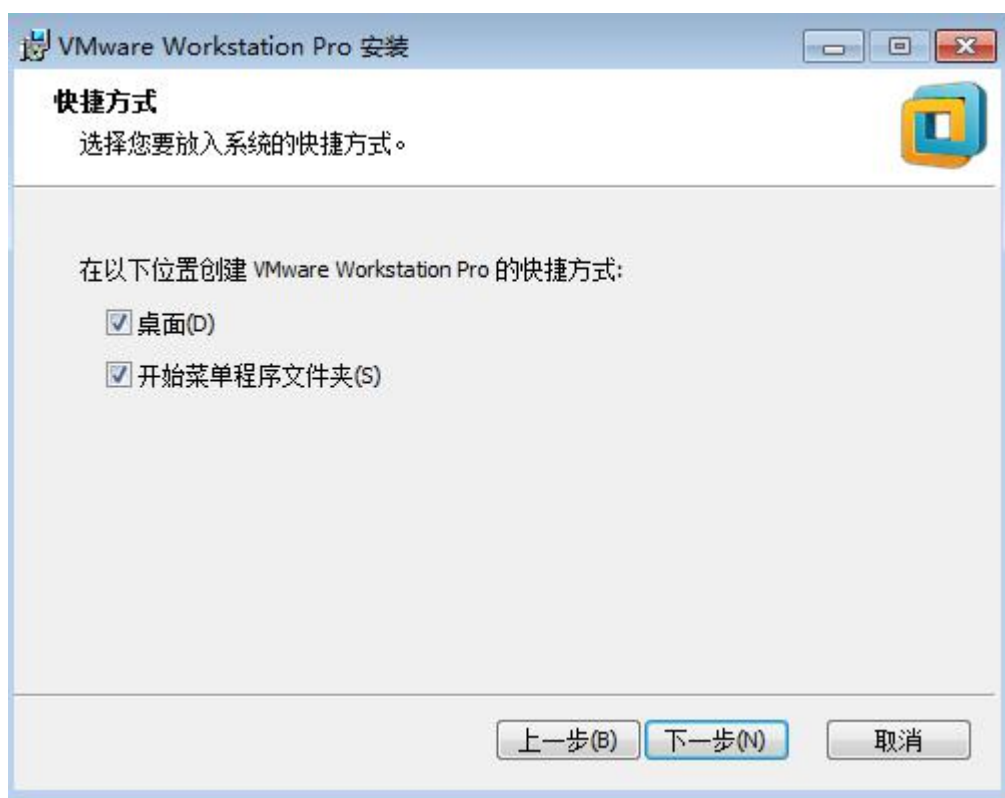 VMware Workstation Pro 安装
快捷方式
选择您要放入系统的快捷方式。
在以下位置创建 VMware Workstation Pro 的快捷方式:
桌面(D)
开始菜单程序文件夹(S)
上一步(B) 下一步(N) 取消